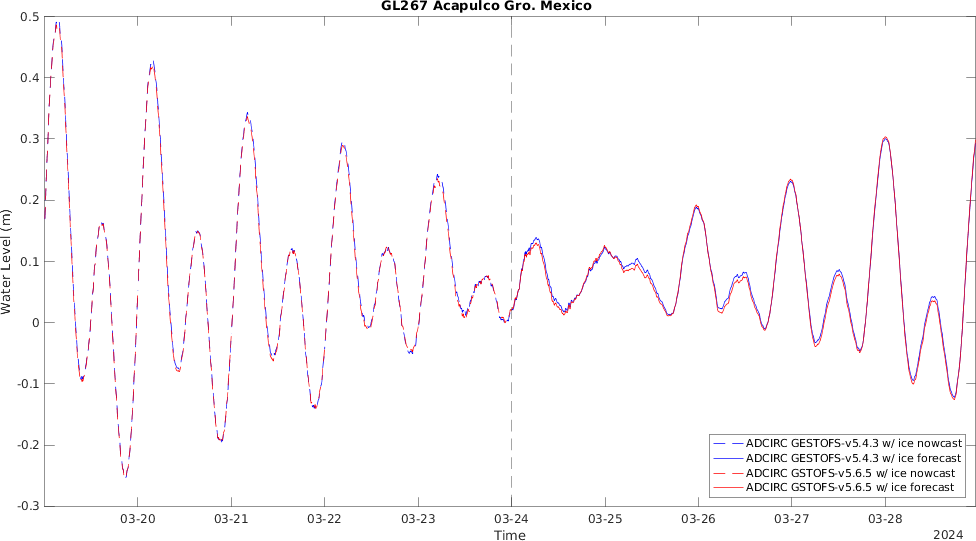 GL267 Acapulco Gro. Mexico
0.5
0.4
0.3
0.2
0.1
0
-0.1
-0.2
-0.3
Water Level (m)
ADCIRC GESTOFS-v5.4.3 w/ ice nowcast
ADCIRC GESTOFS-v5.4.3 w/ ice forecast
ADCIRC GSTOFS-v5.6.5 w/ ice nowcast
ADCIRC GSTOFS-v5.6.5 w/ ice forecast
03-20 03-21 03-22 03-23 03-24 03-25 03-26 03-27 03-28
Time
2024